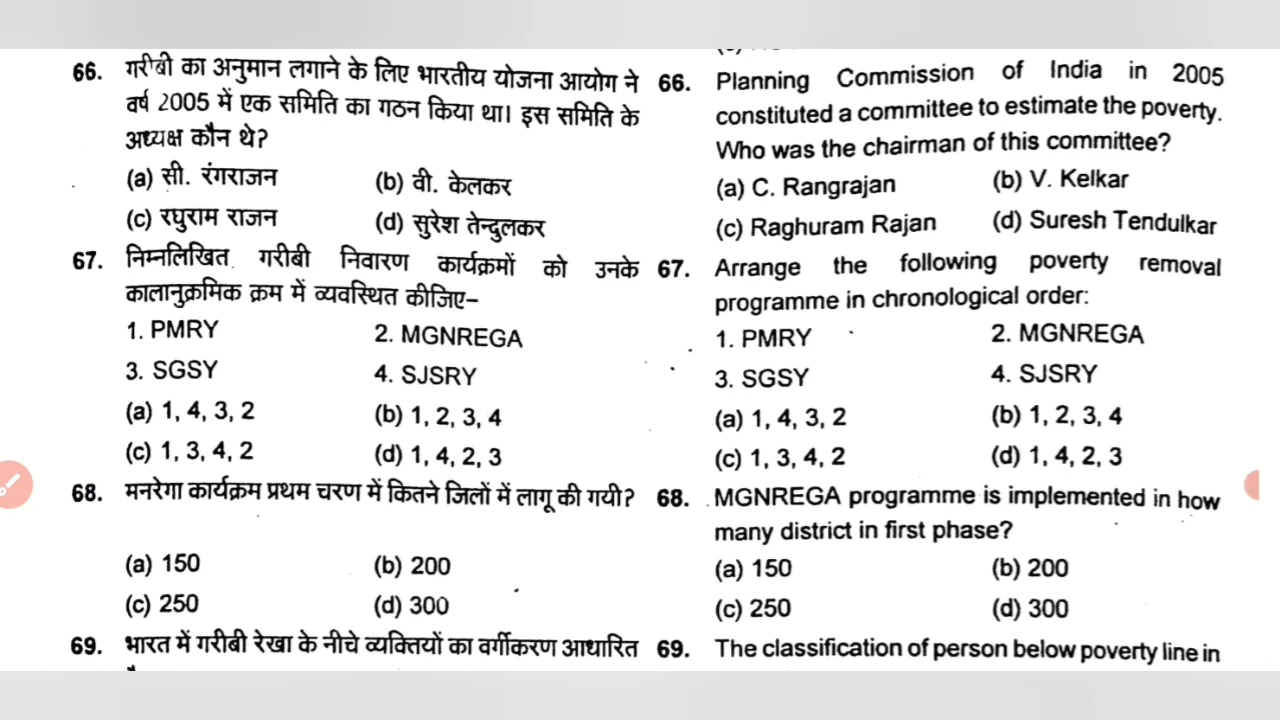 66. गरीबी का अनुमान लगाने के लिए भारतीय योजना आयोग ने
वर्ष 2005 में एक समिति का गठन किया था। इस समिति के
अध्यक्ष कौन थे?
(a) सी. रंगराजन (b) वी. केलकर
(c) रघुराम राजन (d) सुरेश तेन्दुलकर
67. निम्नलिखित गरीबी निवारण कार्यक्रमों को उनके
कालानुक्रमिक क्रम में व्यवस्थित कीजिए–
1. PMRY 2. MGNREGA
3. SGSY 4. SJSRY
(a) 1, 4, 3, 2 (b) 1, 2, 3, 4
(c) 1, 3, 4, 2 (d) 1, 4, 2, 3
68. मनरेगा कार्यक्रम प्रथम चरण में कितने जिलों में लागू की गयी?
(a) 150 (b) 200
(c) 250 (d) 300
69. भारत में गरीबी रेखा के नीचे व्यक्तियों का वर्गीकरण आधारित
66. Planning Commission of India in 2005
constituted a committee to estimate the poverty.
Who was the chairman of this committee?
(a) C. Rangrajan (b) V. Kelkar
(c) Raghuram Rajan (d) Suresh Tendulkar
67. Arrange the following poverty removal
programme in chronological order:
1. PMRY 2. MGNREGA
3. SGSY 4. SJSRY
(a) 1, 4, 3, 2 (b) 1, 2, 3, 4
(c) 1, 3, 4, 2 (d) 1, 4, 2, 3
68. MGNREGA programme is implemented in how
many district in first phase?
(a) 150 (b) 200
(c) 250 (d) 300
69. The classification of person below poverty line in